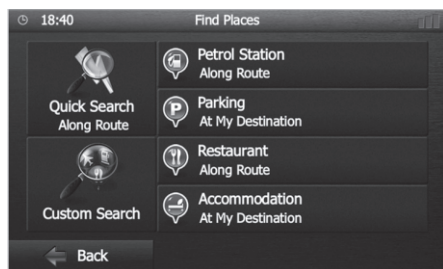 18:40 Find Places
Quick Search
Along Route
Custom Search
Petrol Station
Along Route
P Parking
At My Destination
Restaurant
Along Route
Accommodation
At My Destination
Back